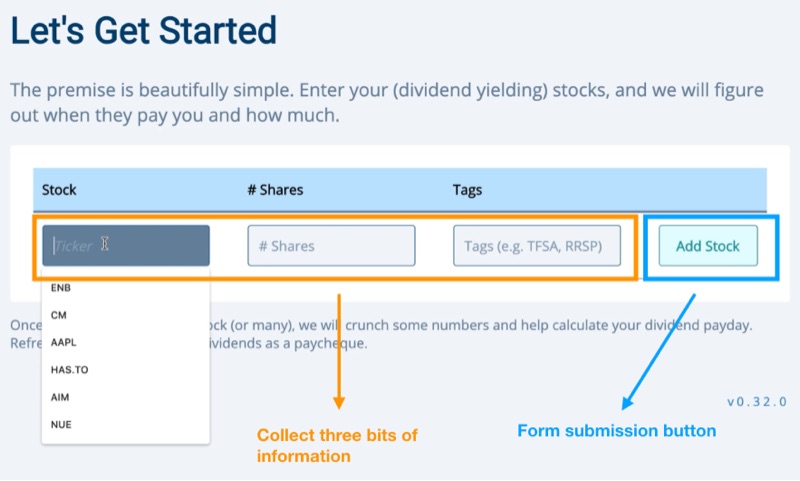 Let's Get Started
The premise is beautifully simple. Enter your (dividend yielding) stocks, and we will figure
out when they pay you and how much.
Stock # Shares Tags
Ticker # Shares Tags (e.g. TFSA, RRSP) Add Stock
ENB
CM
Once ock (or many), we will crunch some numbers and help calculate your dividend payday.
AAPL
Refre ividends as a paycheque.
HAS.TO
AIM
v0.32.0
NUE
Collect three bits of
information
Form submission button